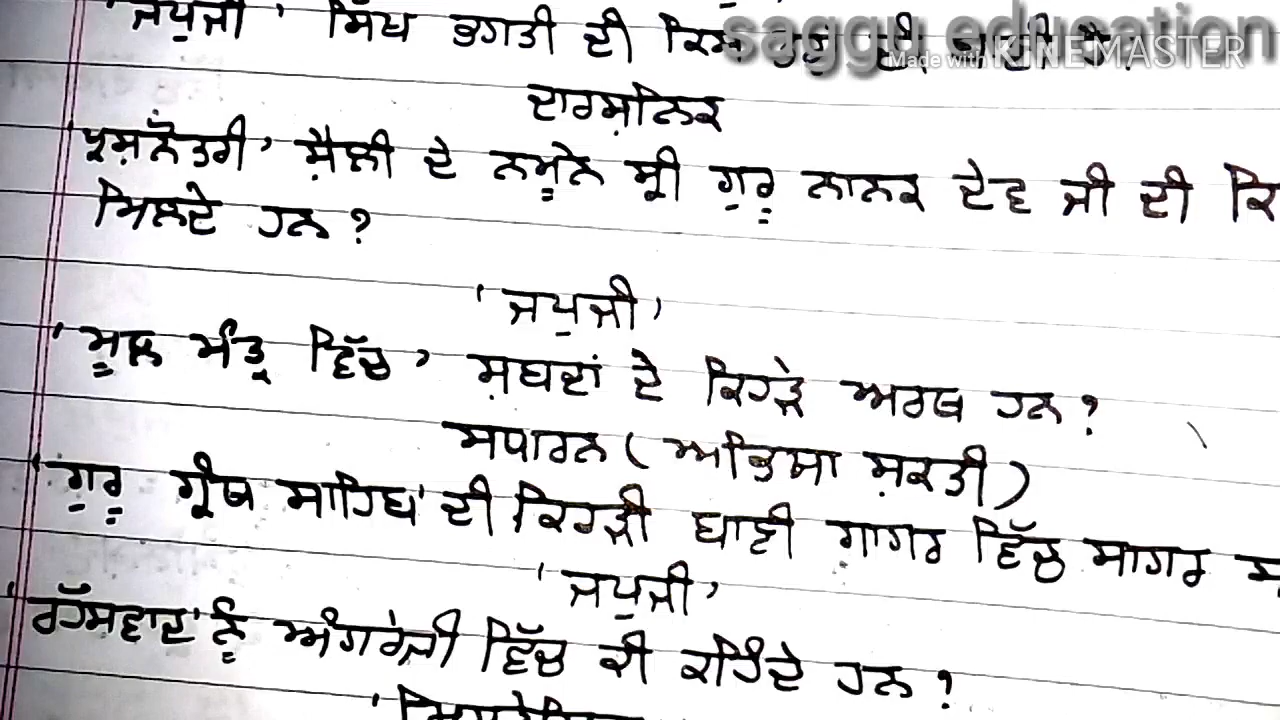 'ਜਪੁਜੀ' ਸਿੱਖ ਭਗਤੀ ਦੀ ਕਿਸ
saggu education
Made with KINEMASTER
ਦਾਰਸ਼ਨਿਕ
'ਪ੍ਰਸ਼ਨੋਤਰੀ' ਸ਼ੈਲੀ ਦੇ ਨਮੂਨੇ ਸ੍ਰੀ ਗੁਰੂ ਨਾਨਕ ਦੇਵ ਜੀ ਦੀ ਕਿ
ਮਿਲਦੇ ਹਨ?
'ਜਪੁਜੀ'
'ਮੂਲ ਮੰਤ੍ਰ ਵਿੱਚ' ਸ਼ਬਦਾਂ ਦੇ ਕਿਹੜੇ ਅਰਥ ਹਨ?
ਸਧਾਰਨ (ਅਭਿਧਾ ਸ਼ਕਤੀ)
'ਗੁਰੂ ਗ੍ਰੰਥ ਸਾਹਿਬ' ਦੀ ਕਿਹੜੀ ਬਾਣੀ ਗਾਗਰ ਵਿੱਚ ਸਾਗਰ
'ਜਪੁਜੀ'
'ਰਹੱਸਵਾਦ' ਨੂੰ ਅੰਗਰੇਜ਼ੀ ਵਿੱਚ ਕੀ ਕਹਿੰਦੇ ਹਨ?